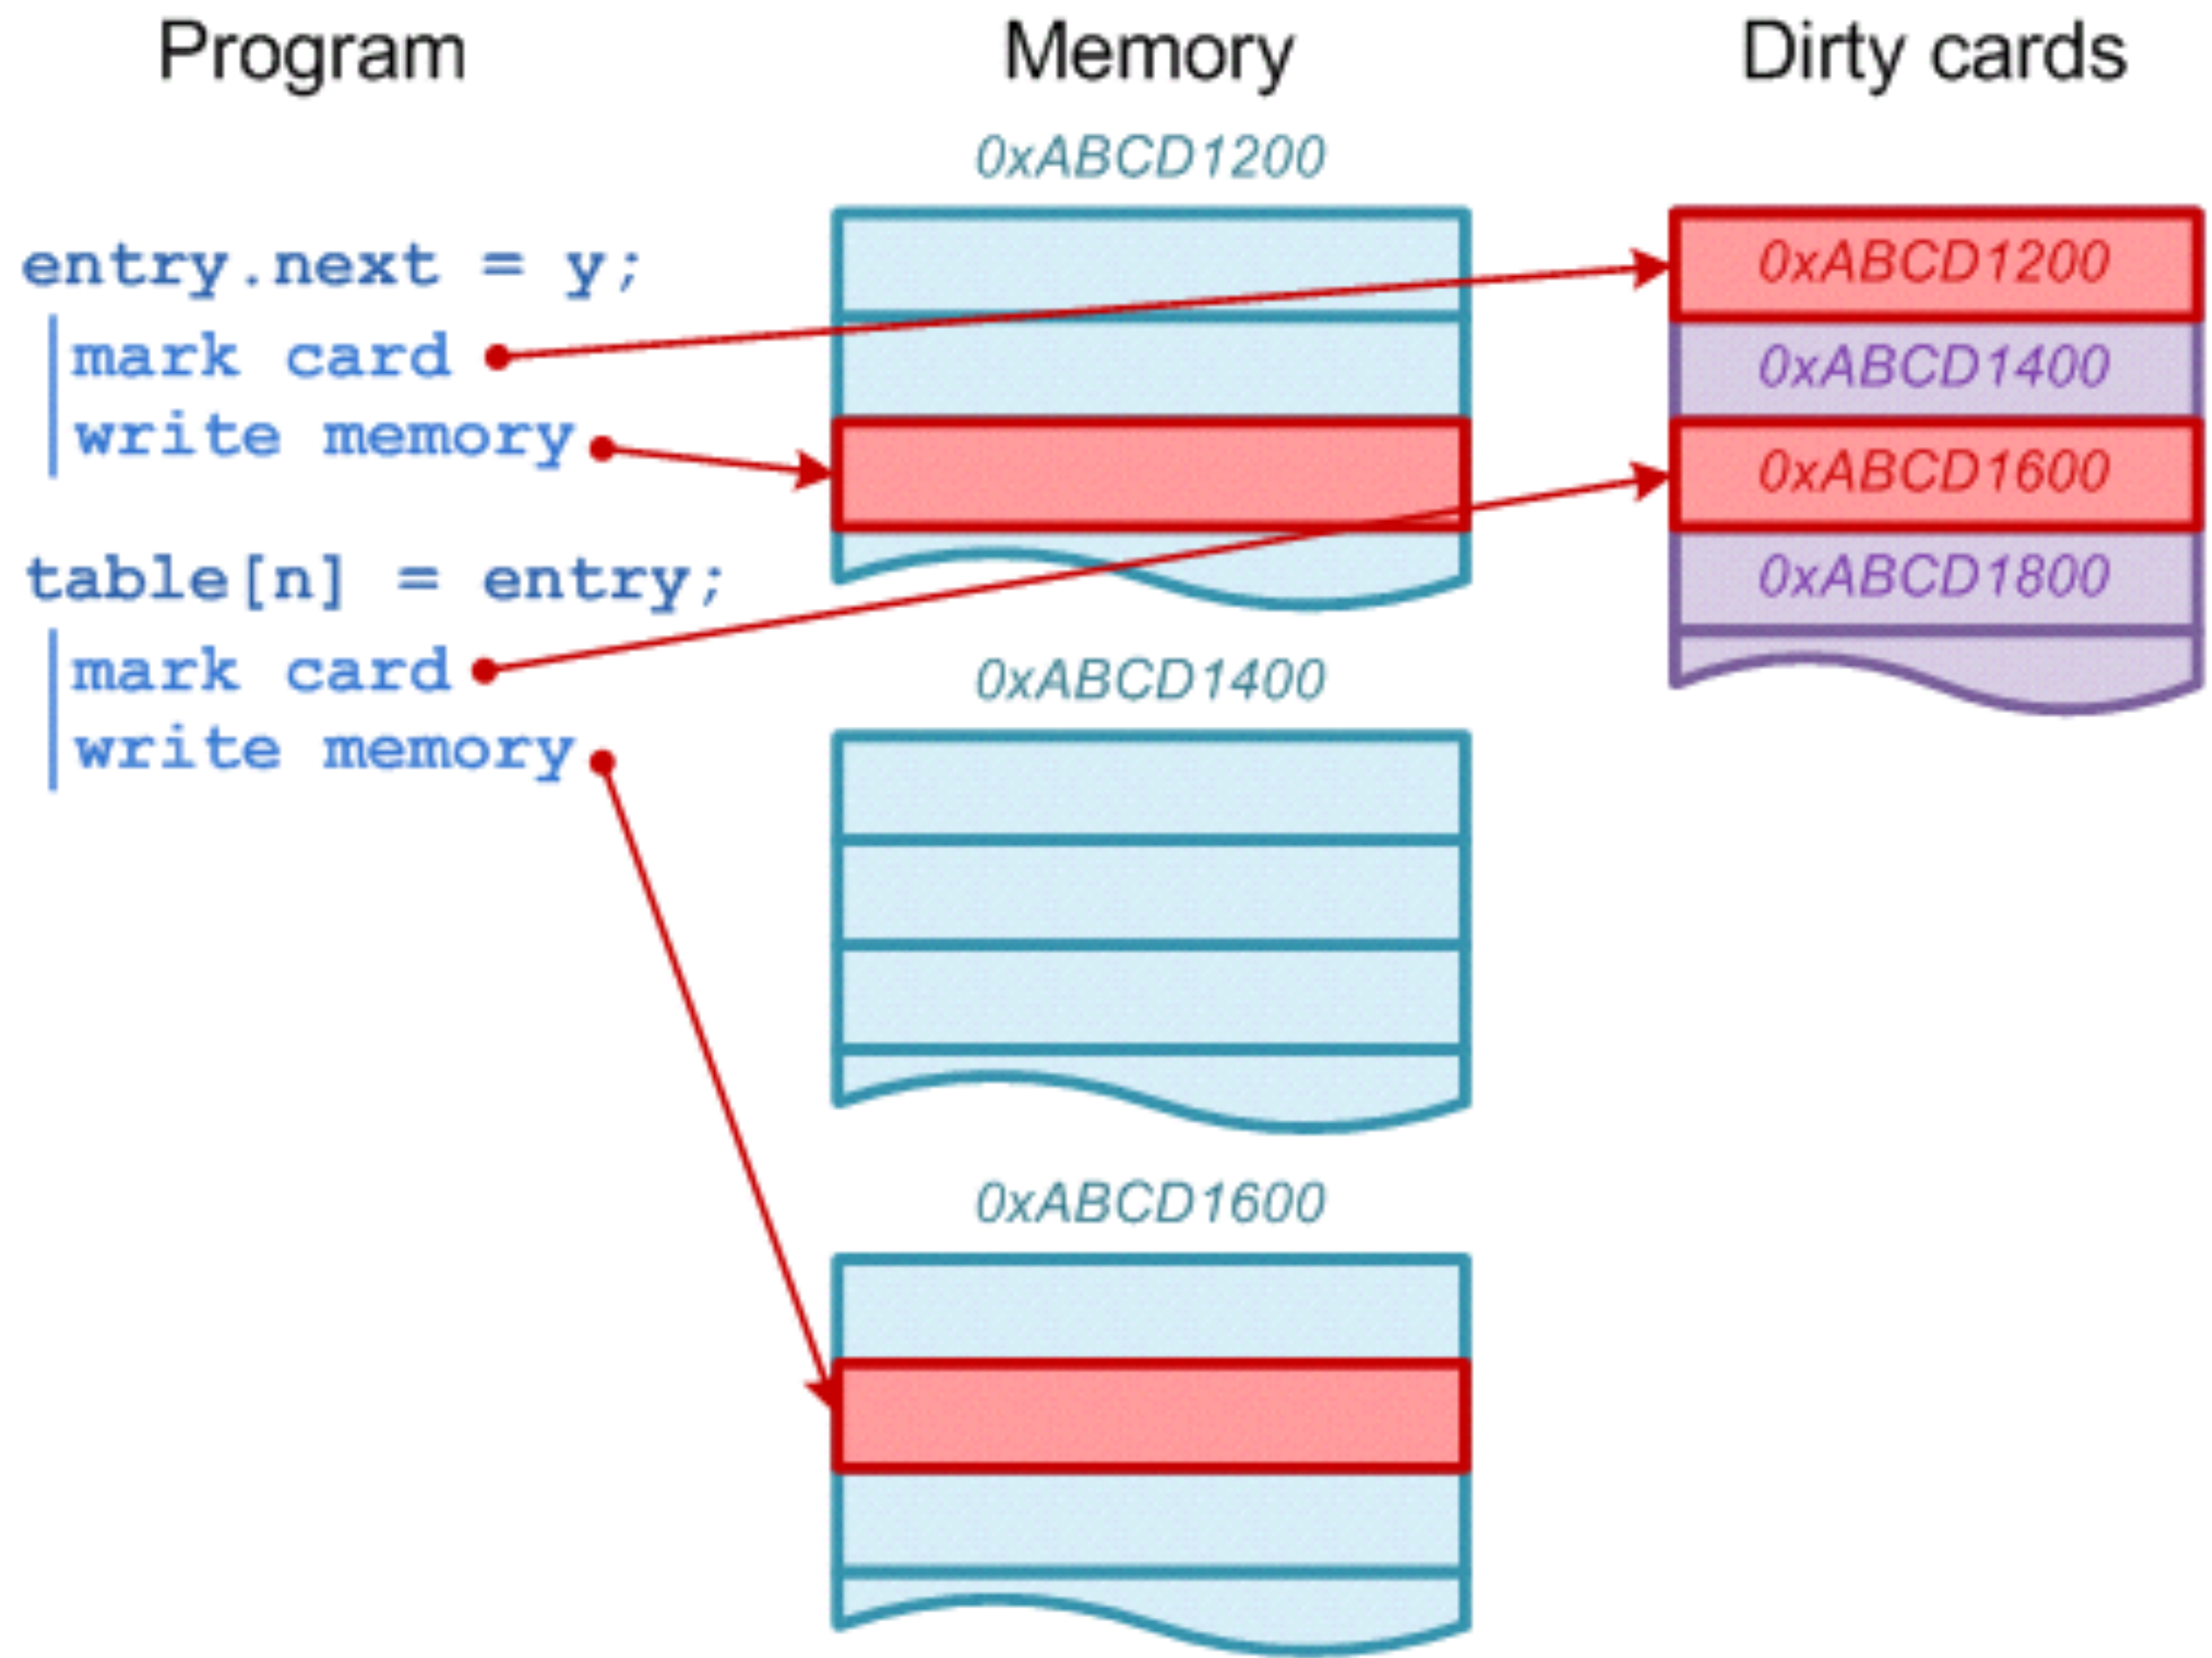 Program
Memory
Dirty cards
entry.next = y;
mark card
write memory
table[n] = entry;
mark card
write memory
0xABCD1200
0xABCD1400
0xABCD1600
0xABCD1200
0xABCD1400
0xABCD1600
0xABCD1800